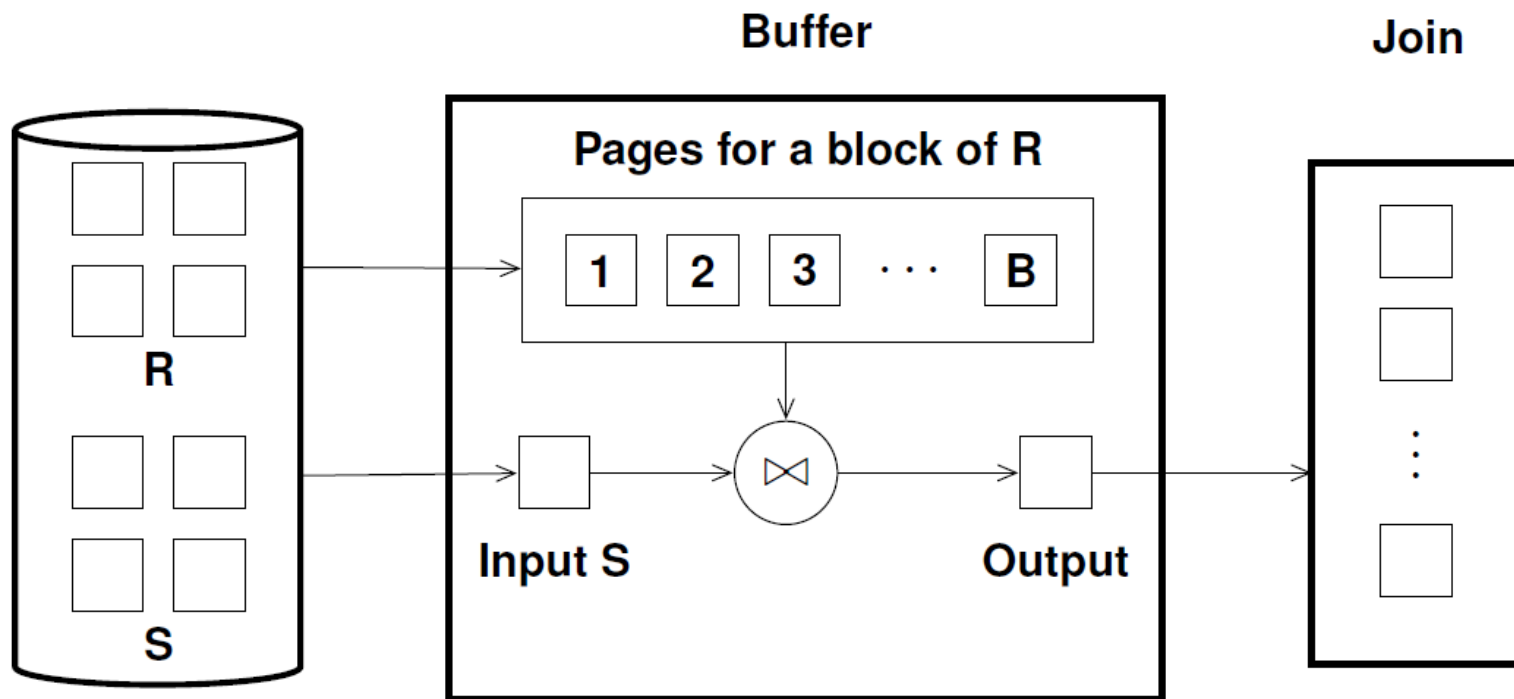 Buffer
Join
Pages for a block of R
1 2 3 · · · B
R
⋈
Input S
Output
S